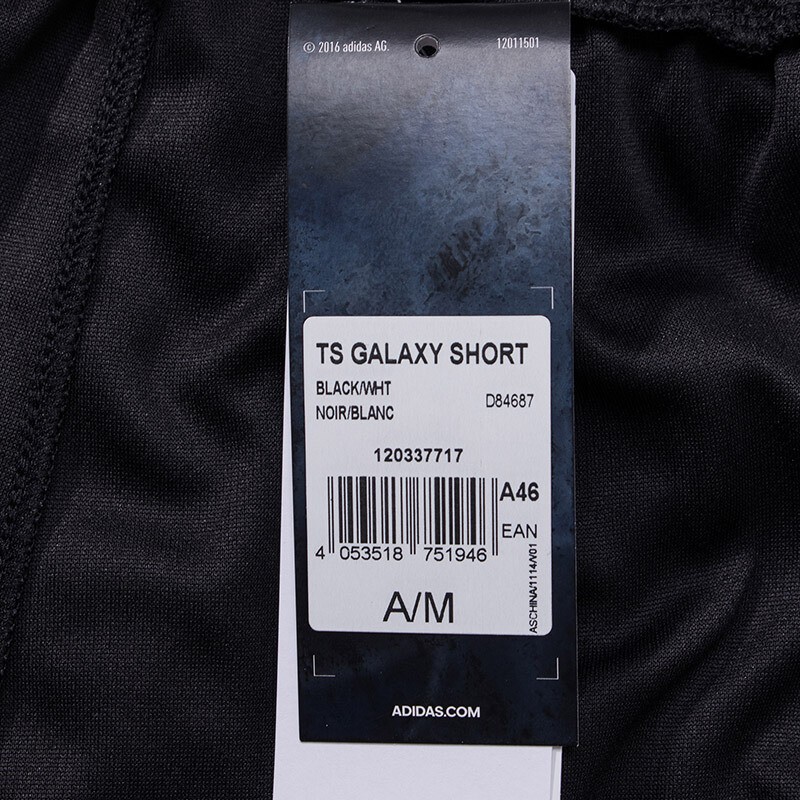 © 2016 adidas AG.
12011501
TS GALAXY SHORT
BLACK/WHT
NOIR/BLANC
D84687
120337717
A46
EAN
4 053518 751946
A/M
ASCHINA/1114/V01
ADIDAS.COM